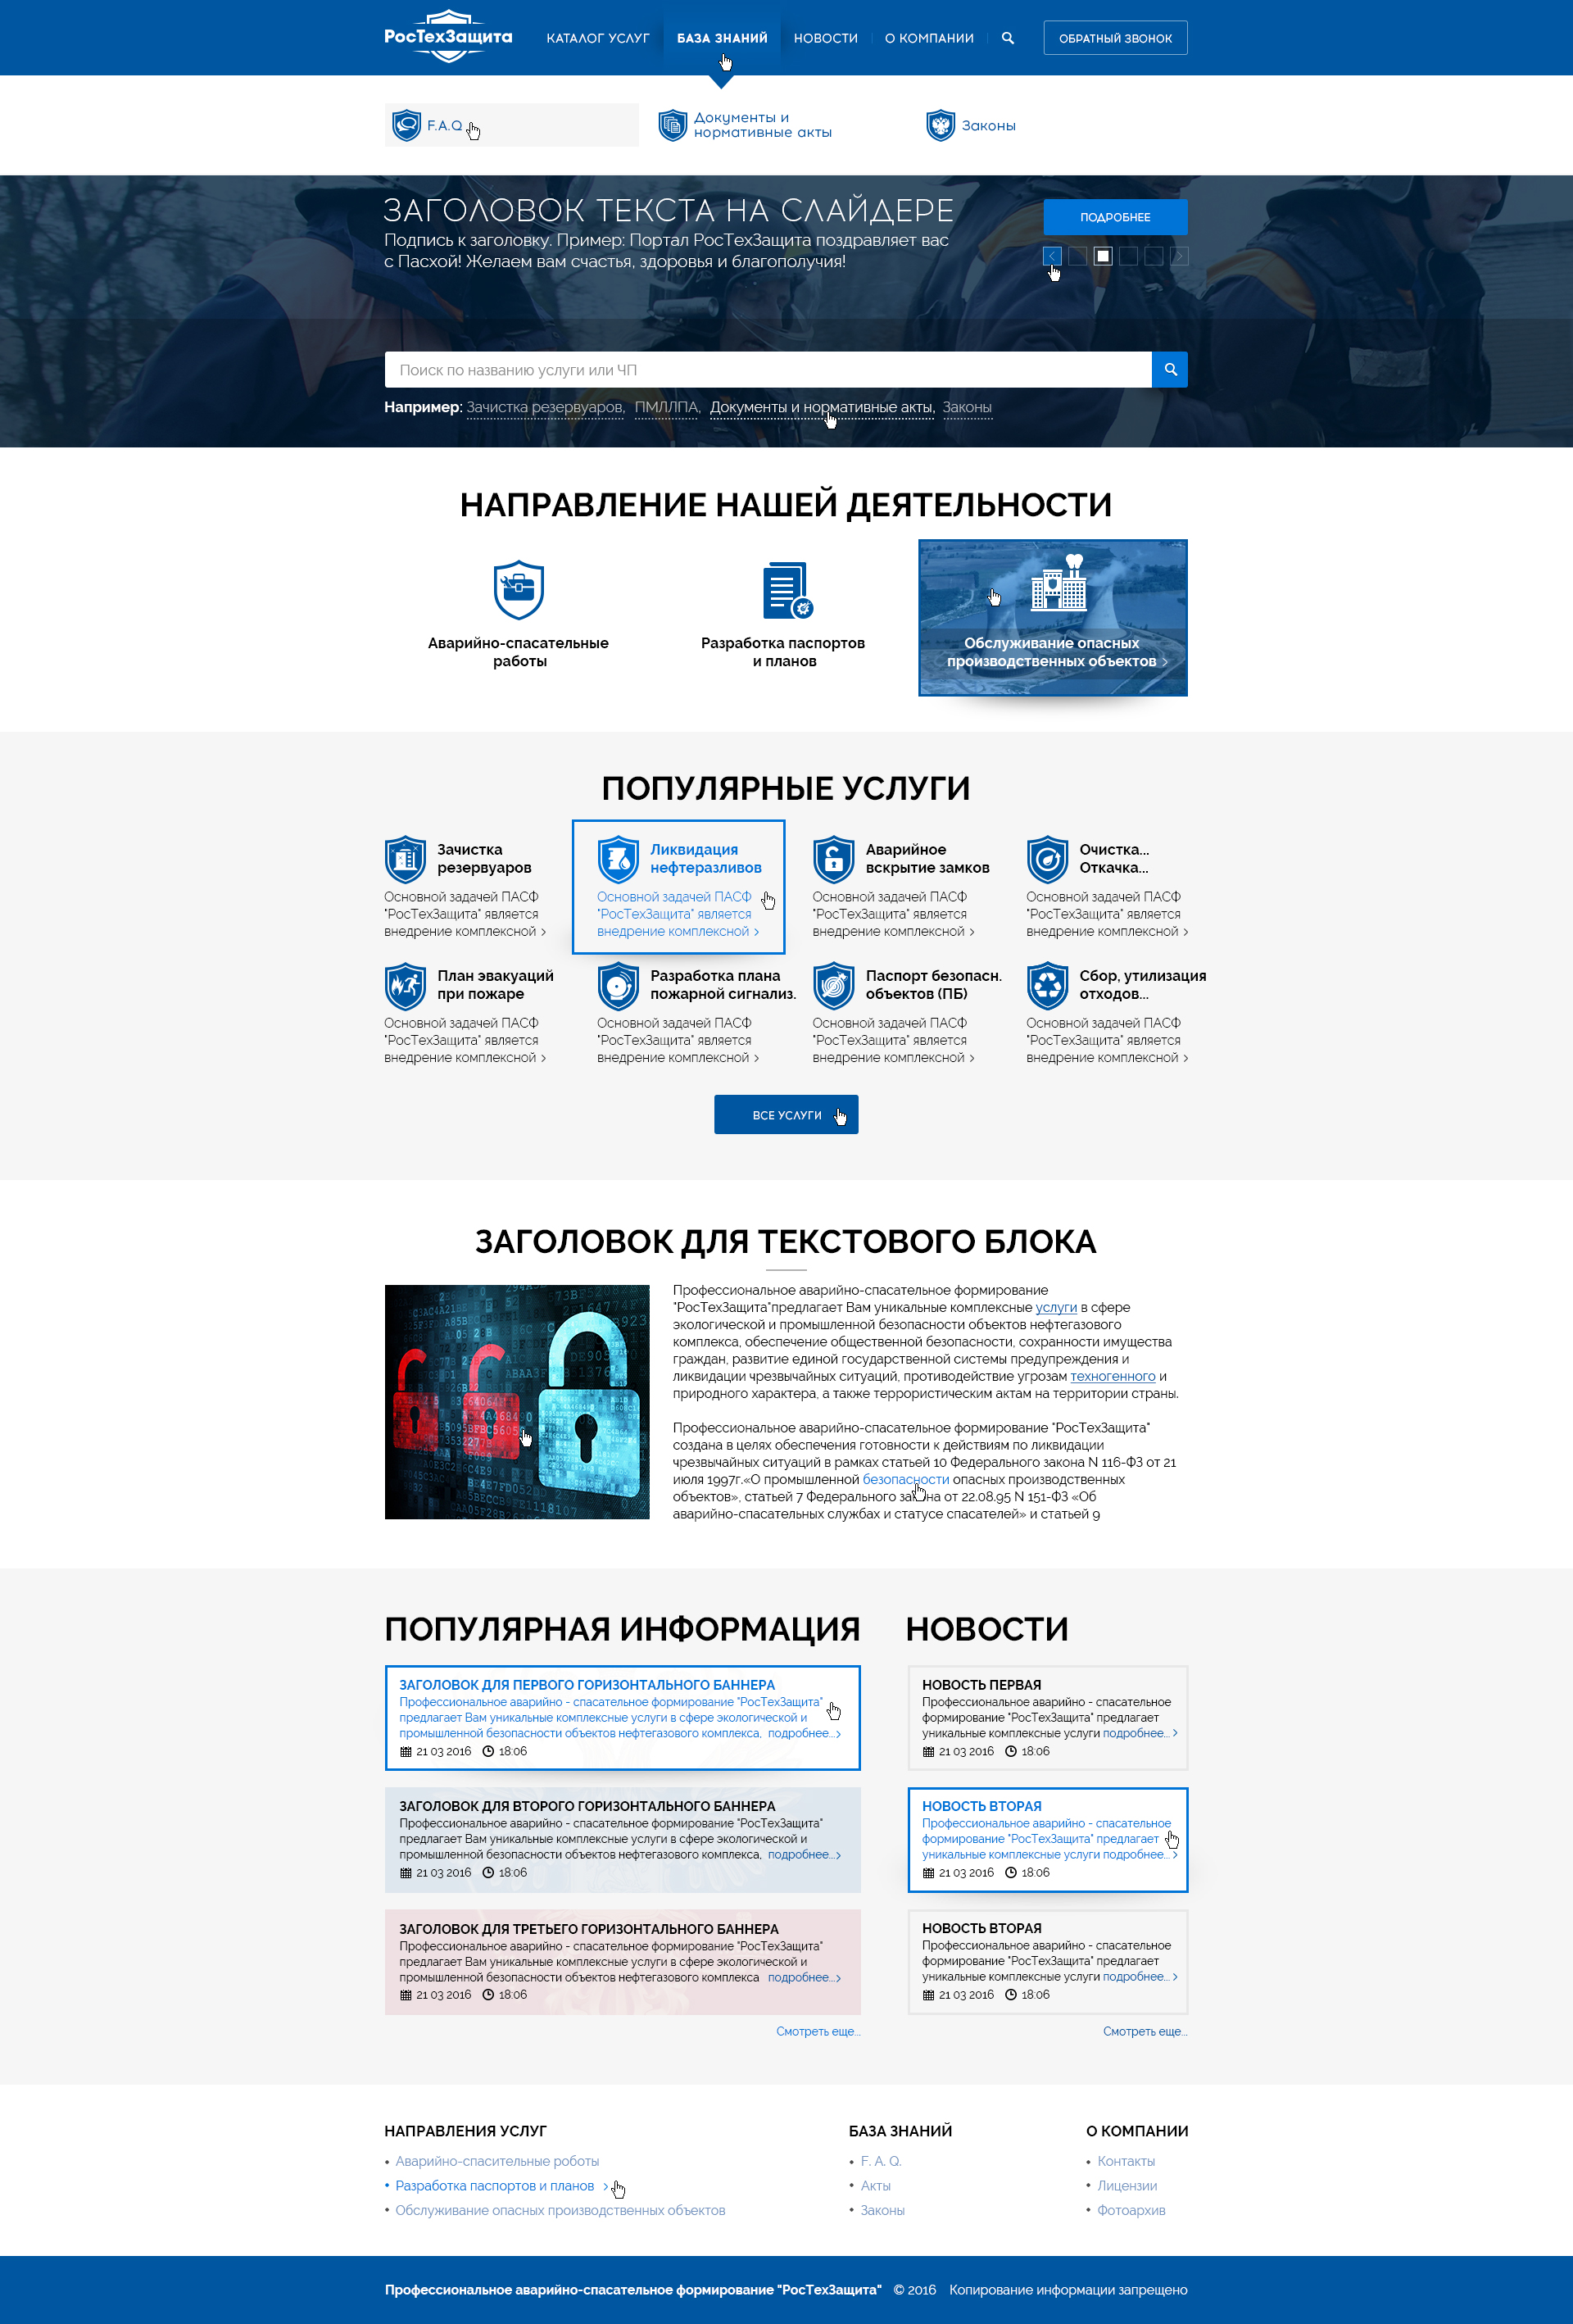 РосТехЗащита
КАТАЛОГ УСЛУГ
БАЗА ЗНАНИЙ
НОВОСТИ
О КОМПАНИИ
ОБРАТНЫЙ ЗВОНОК
F.A.Q
Документы и
нормативные акты
Законы
ЗАГОЛОВОК ТЕКСТА НА СЛАЙДЕРЕ
Подпись к заголовку. Пример: Портал РосТехЗащита поздравляет вас
с Пасхой! Желаем вам счастья, здоровья и благополучия!
ПОДРОБНЕЕ
Поиск по названию услуги или ЧП
Например: Зачистка резервуаров, ПМЛЛПА, Документы и нормативные акты, Законы
НАПРАВЛЕНИЕ НАШЕЙ ДЕЯТЕЛЬНОСТИ
Аварийно-спасательные
работы
Разработка паспортов
и планов
Обслуживание опасных
производственных объектов
ПОПУЛЯРНЫЕ УСЛУГИ
Зачистка
резервуаров
Основной задачей ПАСФ
"РосТехЗащита" является
внедрение комплексной
Ликвидация
нефтеразливов
Основной задачей ПАСФ
"РосТехЗащита" является
внедрение комплексной
Аварийное
вскрытие замков
Основной задачей ПАСФ
"РосТехЗащита" является
внедрение комплексной
Очистка...
Откачка...
Основной задачей ПАСФ
"РосТехЗащита" является
внедрение комплексной
План эвакуаций
при пожаре
Основной задачей ПАСФ
"РосТехЗащита" является
внедрение комплексной
Разработка плана
пожарной сигнализ.
Основной задачей ПАСФ
"РосТехЗащита" является
внедрение комплексной
Паспорт безопасн.
объектов (ПБ)
Основной задачей ПАСФ
"РосТехЗащита" является
внедрение комплексной
Сбор, утилизация
отходов...
Основной задачей ПАСФ
"РосТехЗащита" является
внедрение комплексной
ВСЕ УСЛУГИ
ЗАГОЛОВОК ДЛЯ ТЕКСТОВОГО БЛОКА
Профессиональное аварийно-спасательное формирование
"РосТехЗащита"предлагает Вам уникальные комплексные услуги в сфере
экологической и промышленной безопасности объектов нефтегазового
комплекса, обеспечение общественной безопасности, сохранности имущества
граждан, развитие единой государственной системы предупреждения и
ликвидации чрезвычайных ситуаций, противодействие угрозам техногенного и
природного характера, а также террористическим актам на территории страны.
Профессиональное аварийно-спасательное формирование "РосТехЗащита"
создана в целях обеспечения готовности к действиям по ликвидации
чрезвычайных ситуаций в рамках статьей 10 Федерального закона N 116-ФЗ от 21
июля 1997г.«О промышленной безопасности опасных производственных
объектов», статьей 7 Федерального закона от 22.08.95 N 151-ФЗ «Об
аварийно-спасательных службах и статусе спасателей» и статьей 9
ПОПУЛЯРНАЯ ИНФОРМАЦИЯ
ЗАГОЛОВОК ДЛЯ ПЕРВОГО ГОРИЗОНТАЛЬНОГО БАННЕРА
Профессиональное аварийно - спасательное формирование "РосТехЗащита"
предлагает Вам уникальные комплексные услуги в сфере экологической и
промышленной безопасности объектов нефтегазового комплекса, подробнее...
21 03 2016 18:06
ЗАГОЛОВОК ДЛЯ ВТОРОГО ГОРИЗОНТАЛЬНОГО БАННЕРА
Профессиональное аварийно - спасательное формирование "РосТехЗащита"
предлагает Вам уникальные комплексные услуги в сфере экологической и
промышленной безопасности объектов нефтегазового комплекса, подробнее...
21 03 2016 18:06
ЗАГОЛОВОК ДЛЯ ТРЕТЬЕГО ГОРИЗОНТАЛЬНОГО БАННЕРА
Профессиональное аварийно - спасательное формирование "РосТехЗащита"
предлагает Вам уникальные комплексные услуги в сфере экологической и
промышленной безопасности объектов нефтегазового комплекса подробнее...
21 03 2016 18:06
Смотреть еще...
НОВОСТИ
НОВОСТЬ ПЕРВАЯ
Профессиональное аварийно - спасательное
формирование "РосТехЗащита" предлагает
уникальные комплексные услуги подробнее...
21 03 2016 18:06
НОВОСТЬ ВТОРАЯ
Профессиональное аварийно - спасательное
формирование "РосТехЗащита" предлагает
уникальные комплексные услуги подробнее...
21 03 2016 18:06
НОВОСТЬ ВТОРАЯ
Профессиональное аварийно - спасательное
формирование "РосТехЗащита" предлагает
уникальные комплексные услуги подробнее...
21 03 2016 18:06
Смотреть еще...
НАПРАВЛЕНИЯ УСЛУГ
Аварийно-спасительные роботы
Разработка паспортов и планов
Обслуживание опасных производственных объектов
БАЗА ЗНАНИЙ
F. A. Q.
Акты
Законы
О КОМПАНИИ
Контакты
Лицензии
Фотоархив
Профессиональное аварийно-спасательное формирование "РосТехЗащита" © 2016 Копирование информации запрещено